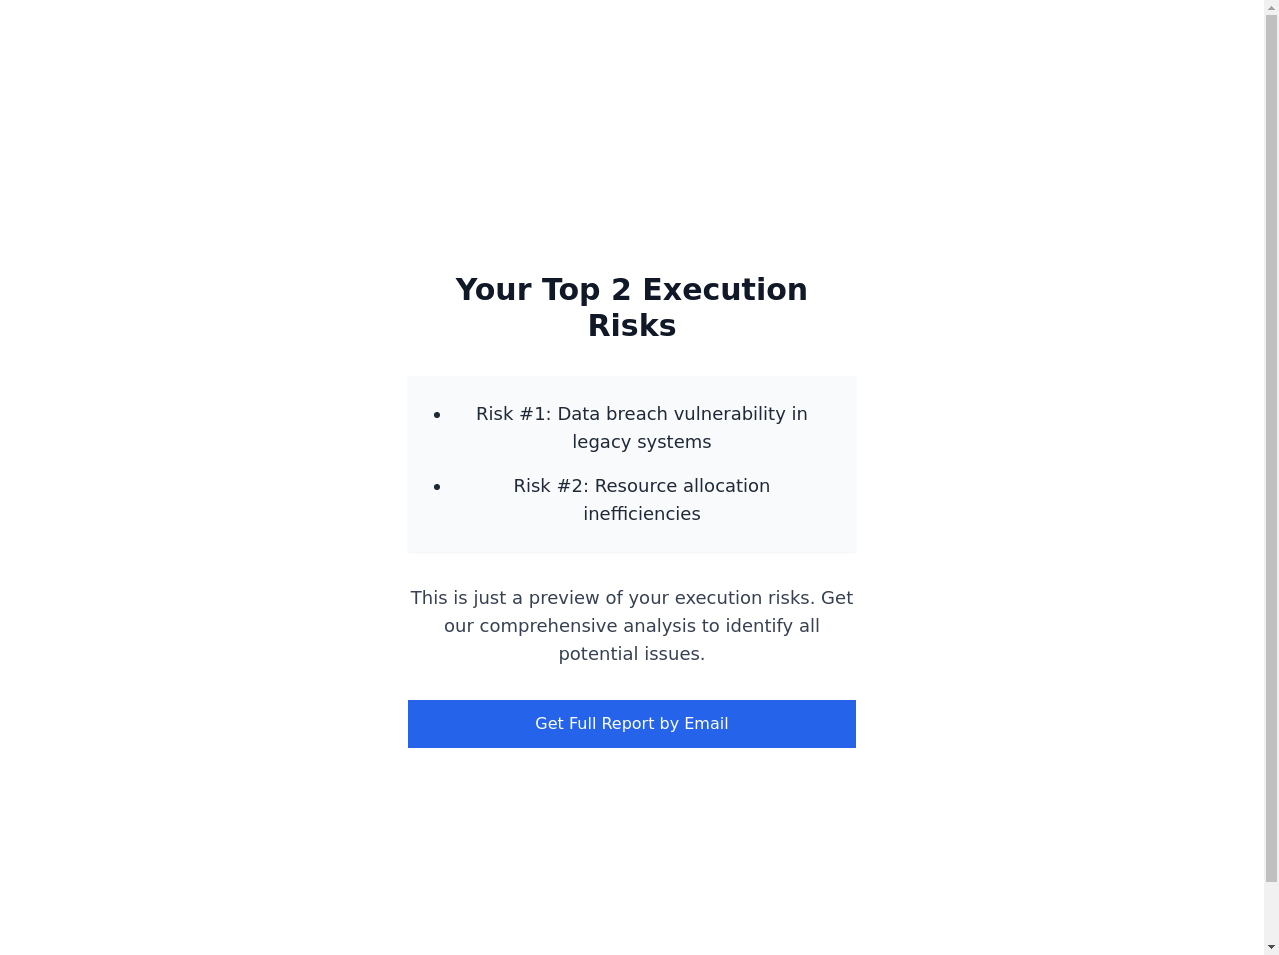 Your Top 2 Execution
Risks
• Risk #1: Data breach vulnerability in
legacy systems
• Risk #2: Resource allocation
inefficiencies
This is just a preview of your execution risks. Get
our comprehensive analysis to identify all
potential issues.
Get Full Report by Email